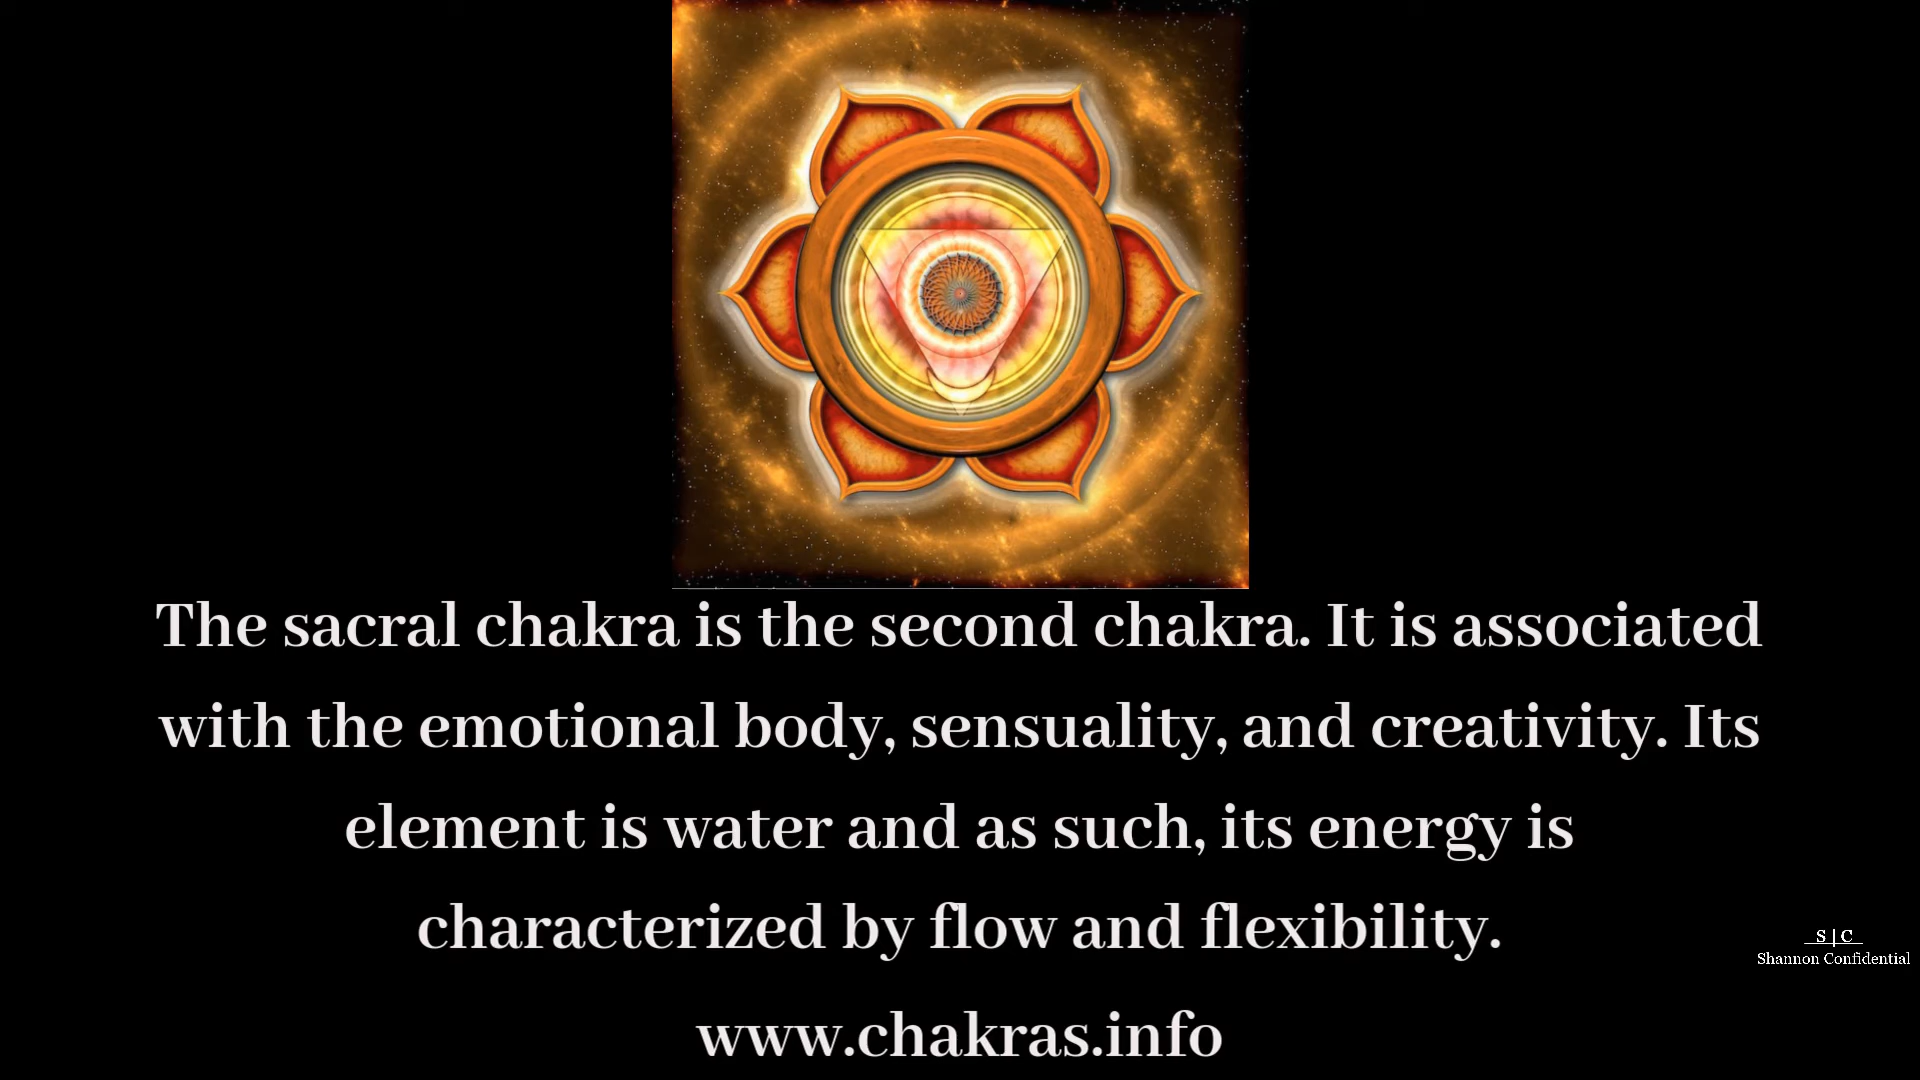 The sacral chakra is the second chakra. It is associated
with the emotional body, sensuality, and creativity. Its
element is water and as such, its energy is
characterized by flow and flexibility.
www.chakras.info
S|C
Shannon Confidential